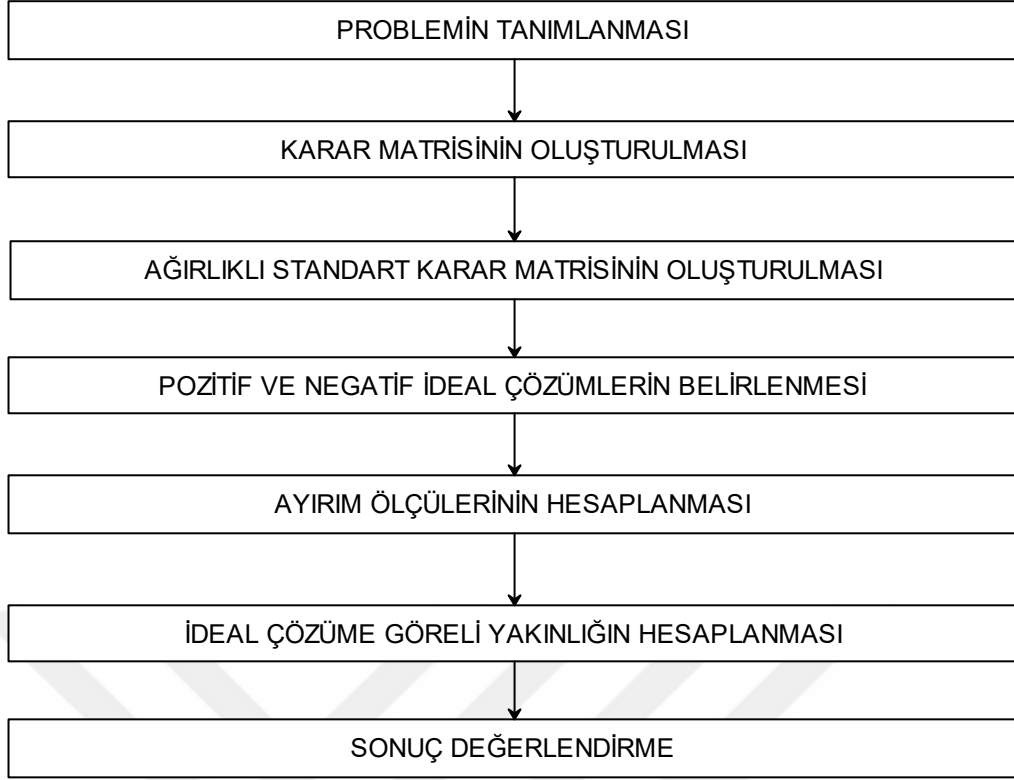 PROBLEMİN TANIMLANMASI
KARAR MATRİSİNİN OLUŞTURULMASI
AĞIRLIKLI STANDART KARAR MATRİSİNİN OLUŞTURULMASI
POZİTİF VE NEGATİF İDEAL ÇÖZÜMLERİN BELİRLENMESİ
AYIRIM ÖLÇÜLERİNİN HESAPLANMASI
İDEAL ÇÖZÜME GÖRELİ YAKINLIĞIN HESAPLANMASI
SONUÇ DEĞERLENDİRME